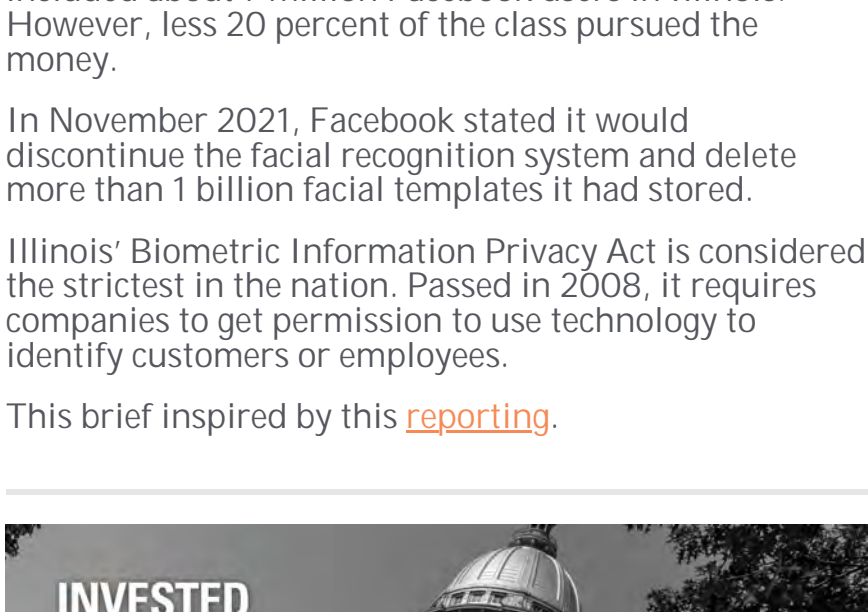 However, less 20 percent of the class pursued the
money.
In November 2021, Facebook stated it would
discontinue the facial recognition system and delete
more than 1 billion facial templates it had stored.
Illinois' Biometric Information Privacy Act is considered
the strictest in the nation. Passed in 2008, it requires
companies to get permission to use technology to
identify customers or employees.
This brief inspired by this reporting.
INVESTED